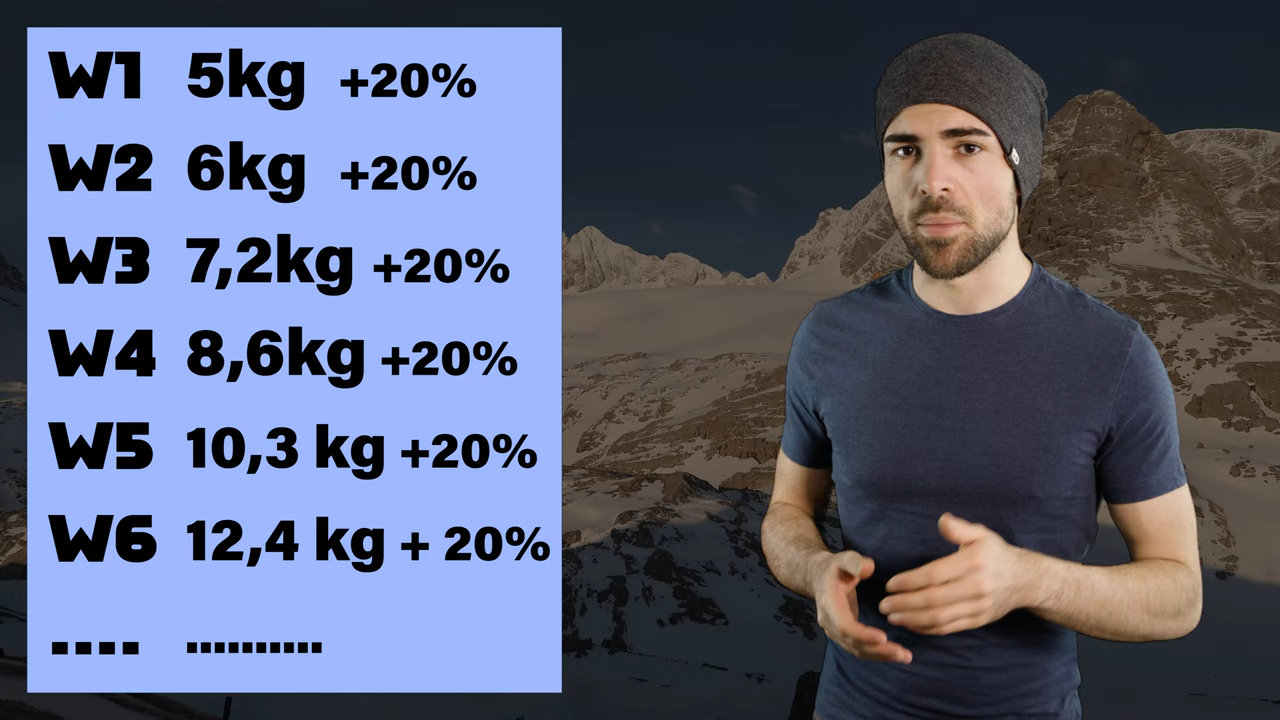 W1 5kg +20%
W2 6kg +20%
W3 7,2kg +20%
W4 8,6kg +20%
W5 10,3 kg +20%
W6 12,4 kg + 20%
.... ..........